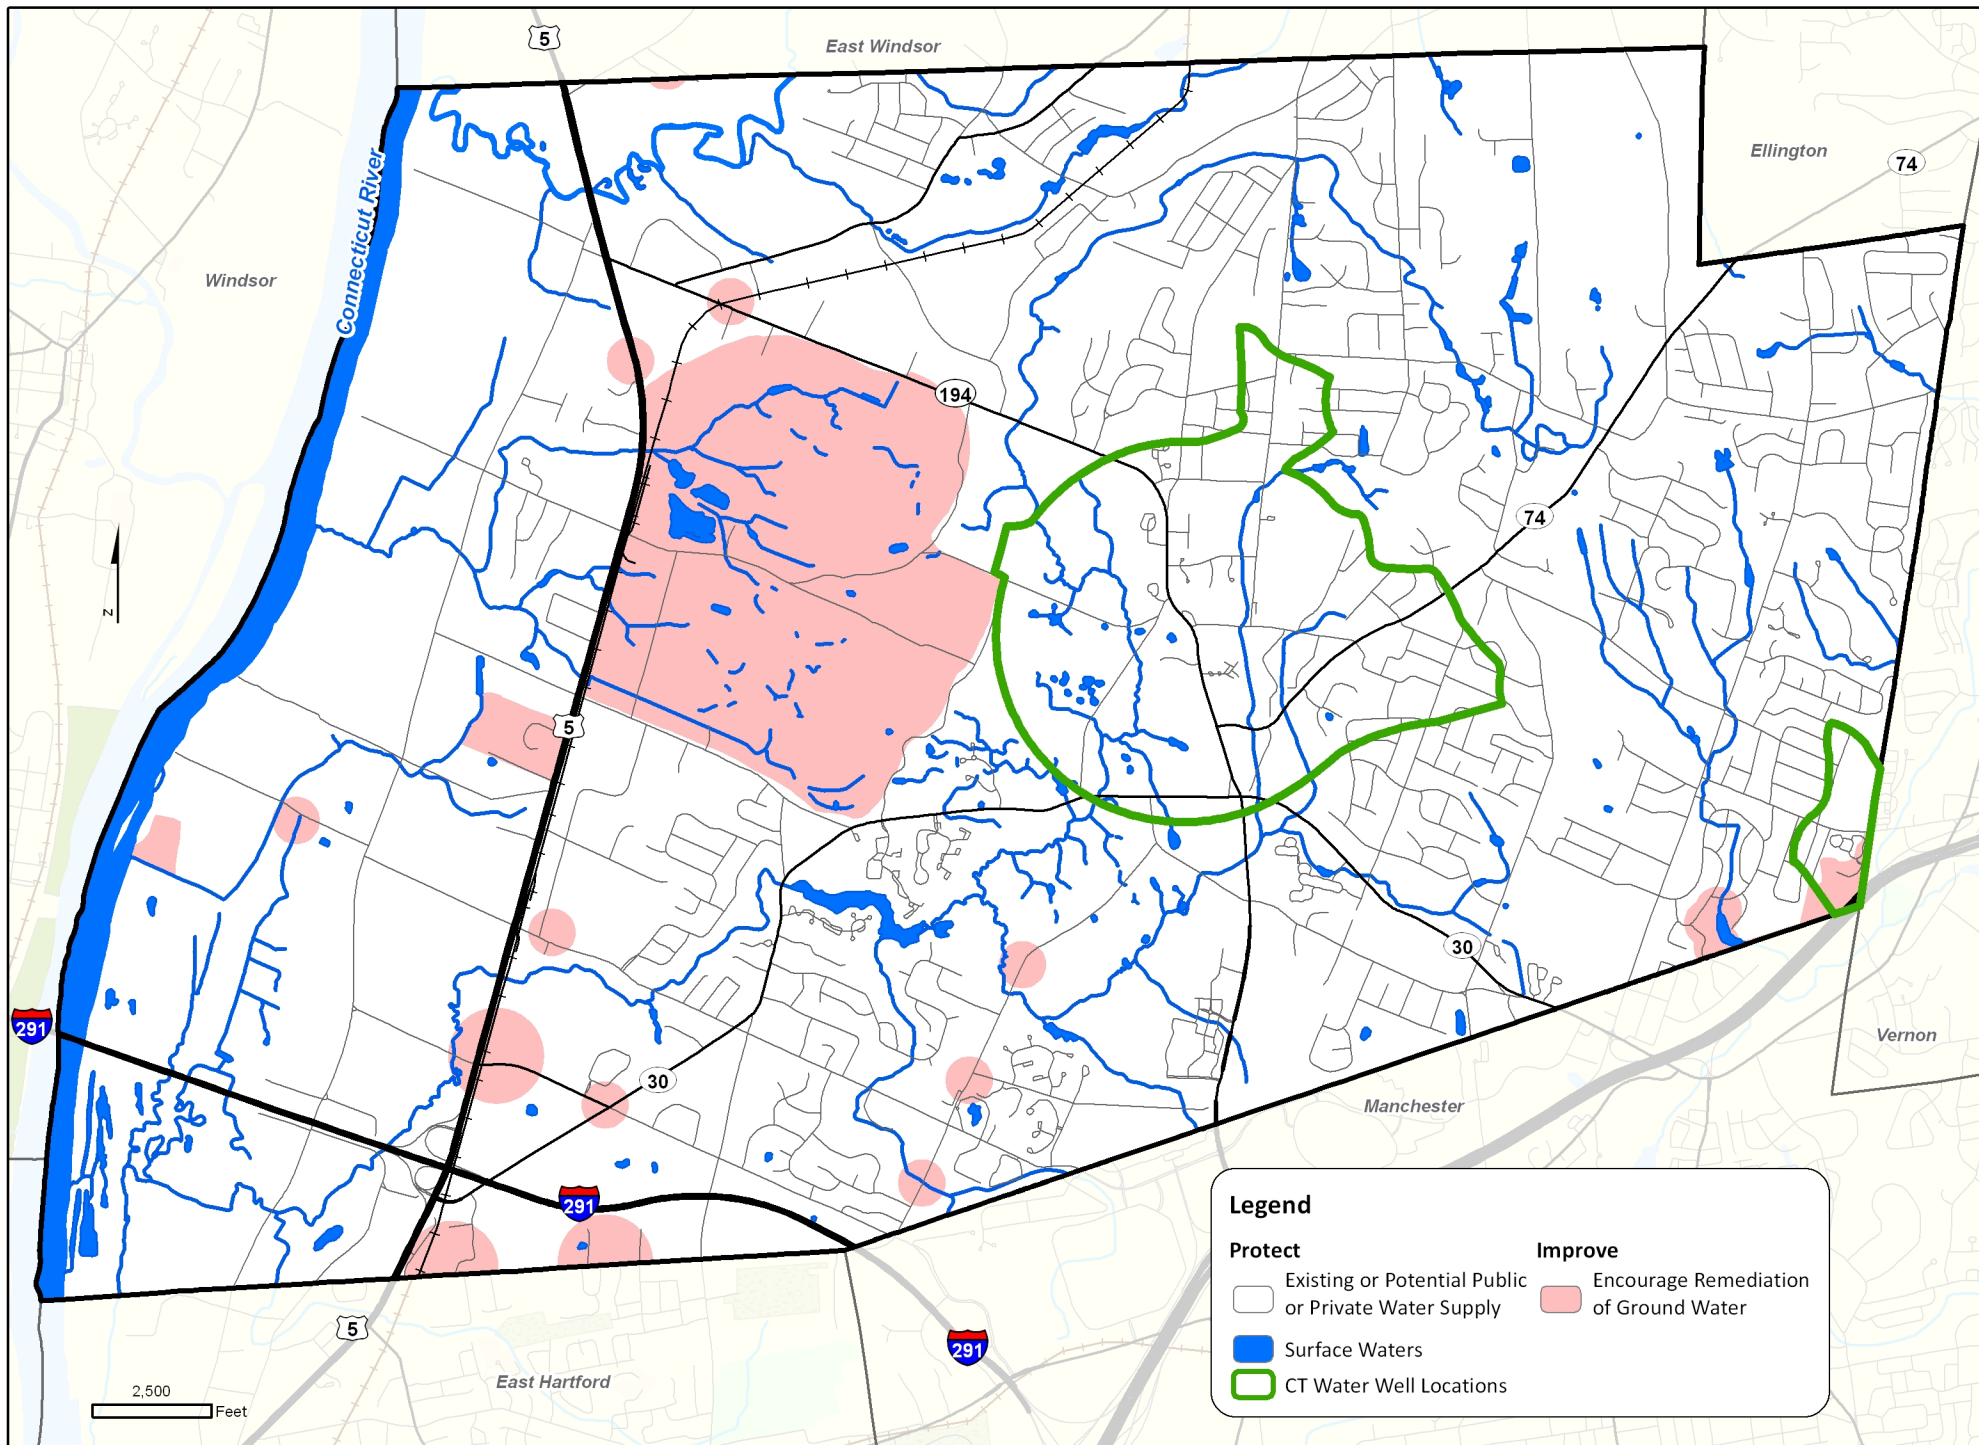 5
East Windsor
Ellington
74
Connecticut River
Windsor
194
74
N
5
30
291
30
Vernon
Manchester
291
5
291
East Hartford
2,500
Feet
Legend
Protect
Existing or Potential Public
or Private Water Supply
Surface Waters
CT Water Well Locations
Improve
Encourage Remediation
of Ground Water